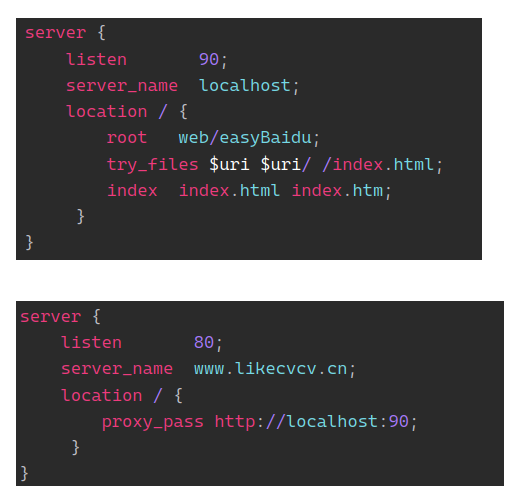 server {
    listen       90;
    server_name  localhost;
    location / {
        root   web/easyBaidu;
        try_files $uri $uri/ /index.html;
        index  index.html index.htm;
     }
}
server {
    listen       80;
    server_name  www.likecvcv.cn;
    location / {
        proxy_pass http://localhost:90;
     }
}